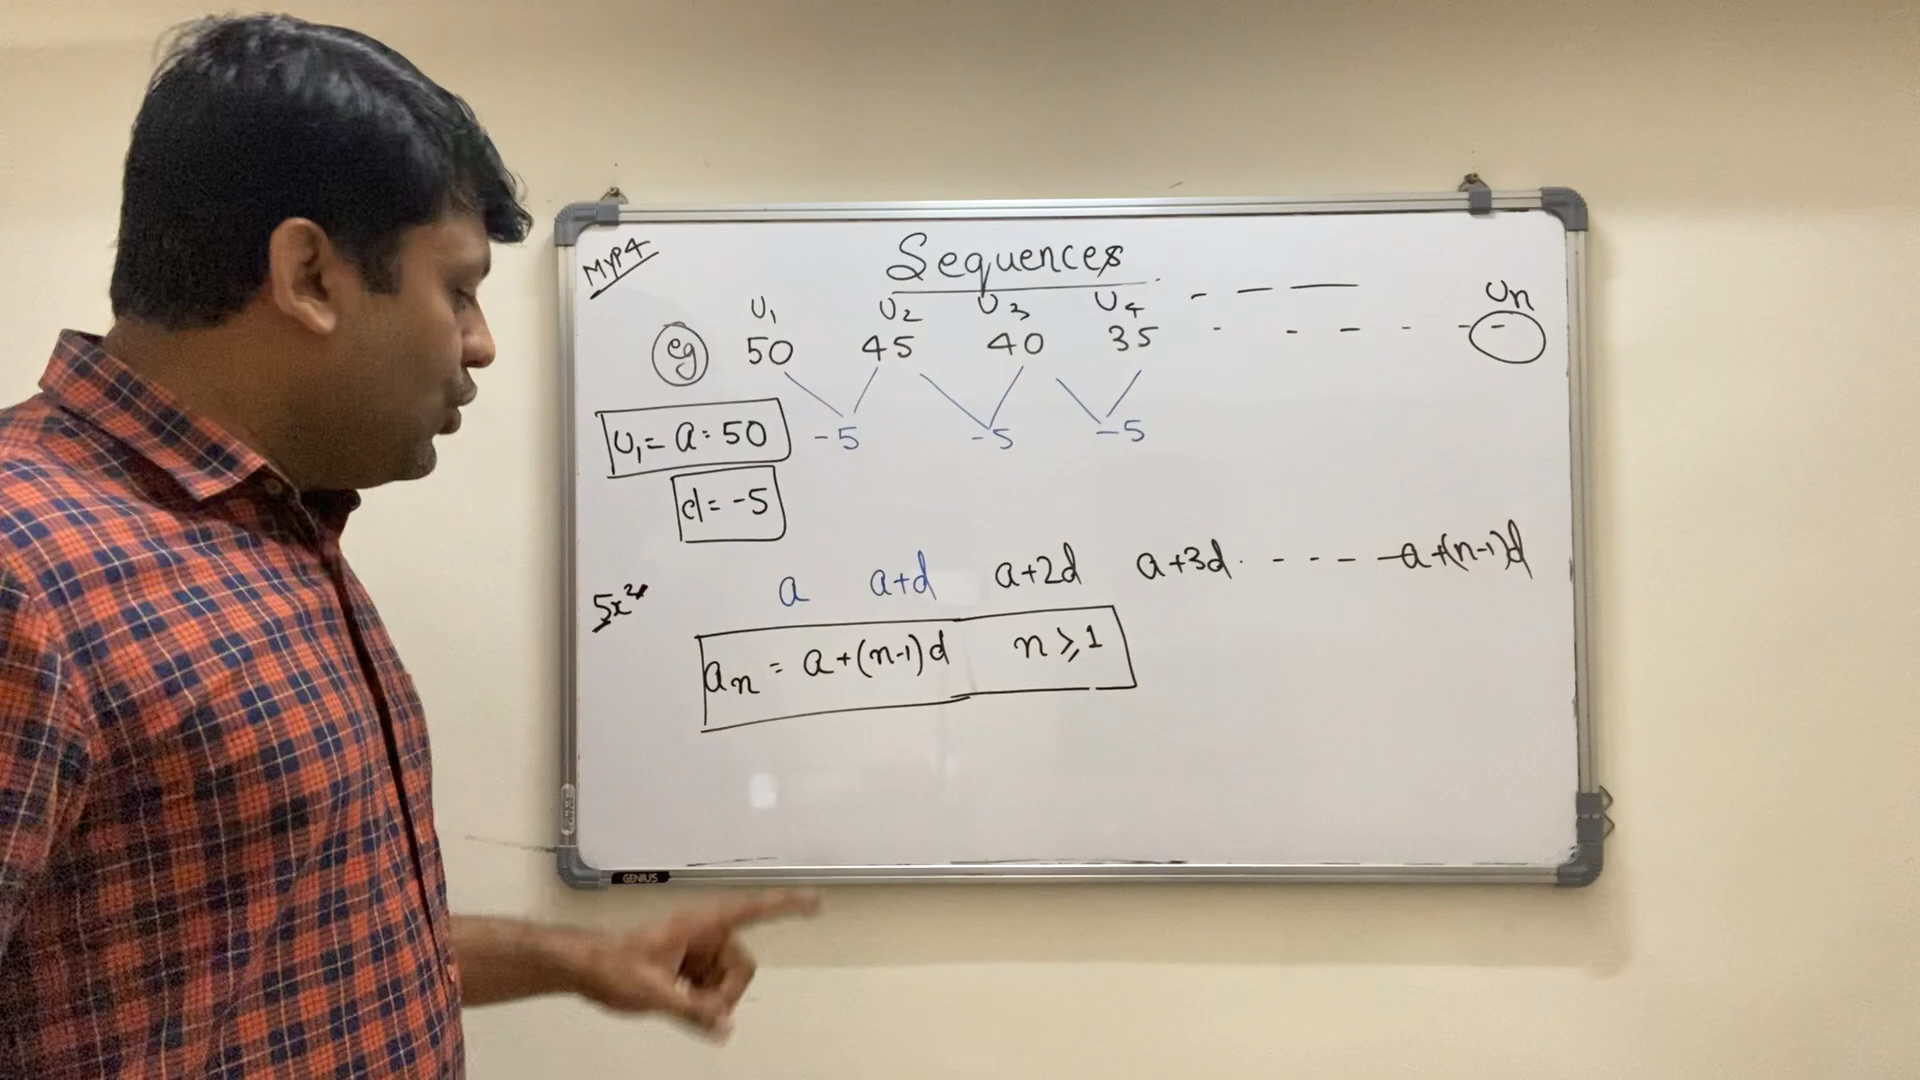 MYP4
Sequences
U₁ U₂ U₃ U₄ - — — Uₙ
eg 50 45 40 35 - - - - - -
U₁ = a = 50 -5 -5 -5
d = -5
a a+d a+2d a+3d . - - - - a+(n-1)d
5x²
aₙ = a+(n-1)d n ⩾ 1
GENIUS